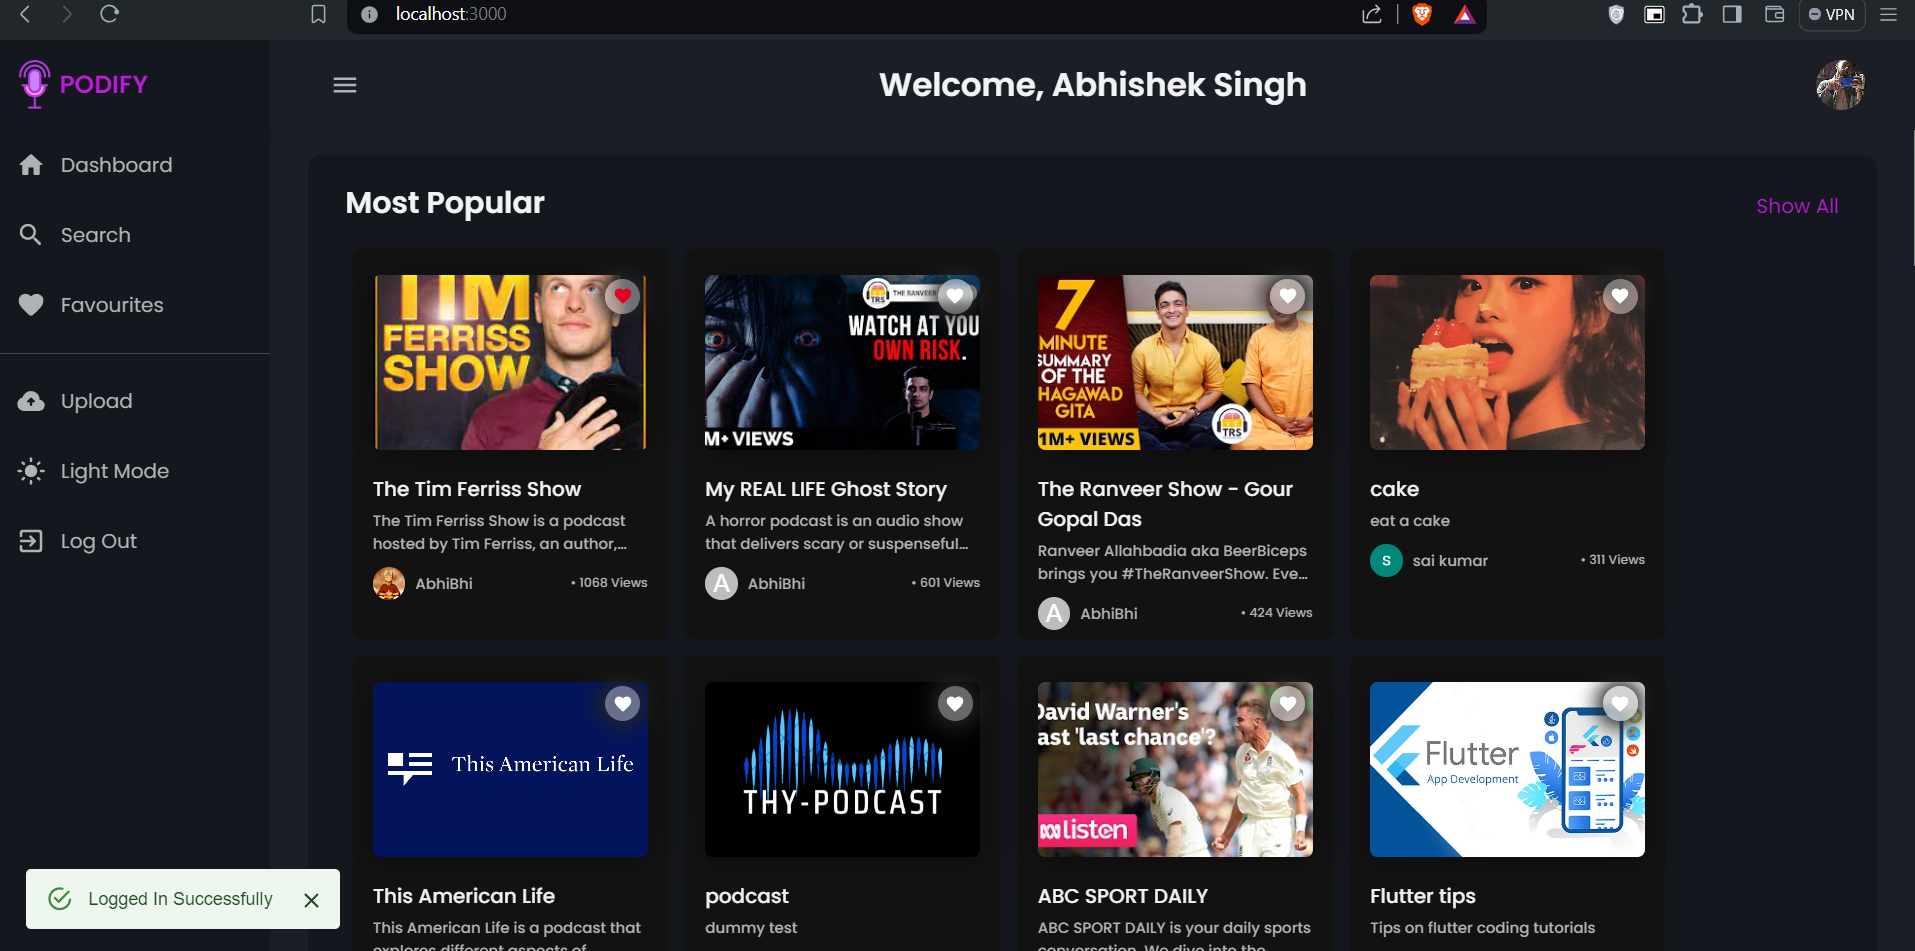 localhost:3000
VPN
PODIFY
Welcome, Abhishek Singh
Dashboard
Search
Favourites
Upload
Light Mode
Log Out
Most Popular
Show All
TIM
FERRISS
SHOW
The Tim Ferriss Show
The Tim Ferriss Show is a podcast
hosted by Tim Ferriss, an author,...
AbhiBhi
• 1068 Views
TRS
THE RANVEER
WATCH AT YOU
OWN RISK.
M+ VIEWS
My REAL LIFE Ghost Story
A horror podcast is an audio show
that delivers scary or suspenseful...
A
AbhiBhi
• 601 Views
7
MINUTE
SUMMARY
OF THE
HAGAWAD
GITA
1M+ VIEWS
TRS
The Ranveer Show - Gour
Gopal Das
Ranveer Allahbadia aka BeerBiceps
brings you #TheRanveerShow. Eve...
A
AbhiBhi
• 424 Views
cake
eat a cake
S
sai kumar
• 311 Views
This American Life
This American Life
This American Life is a podcast that
explores different aspects of
THY-PODCAST
podcast
dummy test
David Warner's
ast 'last chance'?
listen
ABC SPORT DAILY
ABC SPORT DAILY is your daily sports
conversation. We dive into the
Flutter
App Development
Flutter tips
Tips on flutter coding tutorials
Logged In Successfully